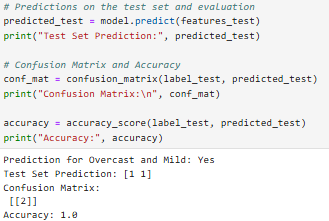 # Predictions on the test set and evaluation
predicted_test = model.predict(features_test)
print("Test Set Prediction:", predicted_test)
# Confusion Matrix and Accuracy
conf_mat = confusion_matrix(label_test, predicted_test)
print("Confusion Matrix:\n", conf_mat)
accuracy = accuracy_score(label_test, predicted_test)
print("Accuracy:", accuracy)
Prediction for Overcast and Mild: Yes
Test Set Prediction: [1 1]
Confusion Matrix:
 [[2]]
Accuracy: 1.0